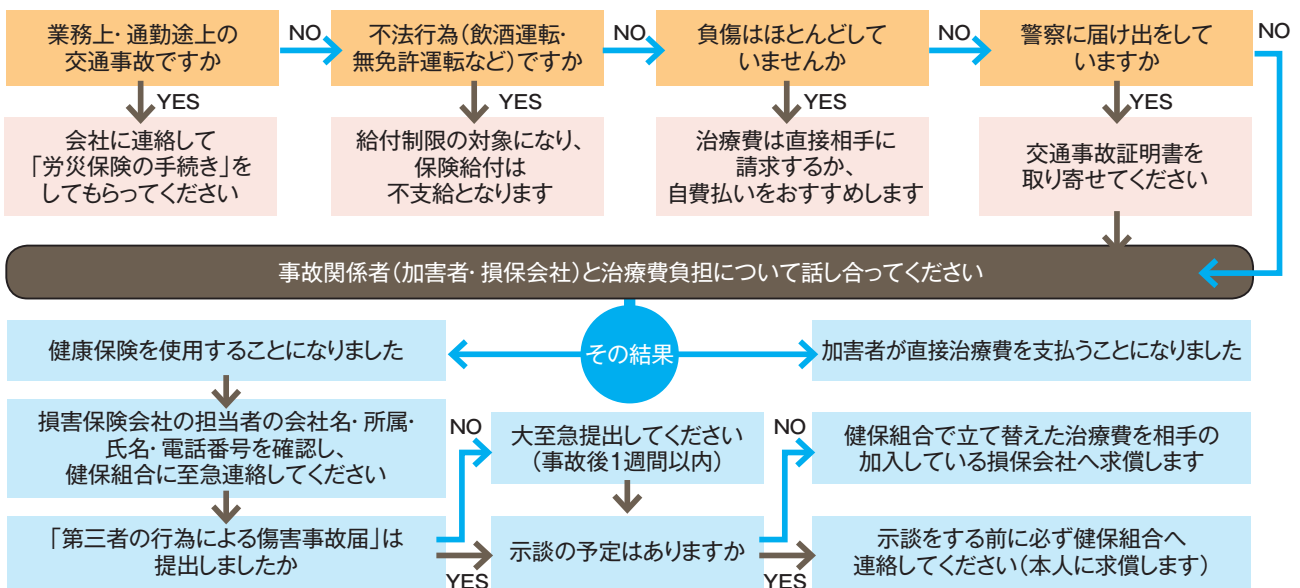 業務上・通勤途上の
交通事故ですか
NO
不法行為(飲酒運転・
無免許運転など)ですか
NO
負傷はほとんどして
いませんか
NO
警察に届け出をして
いますか
NO
YES
YES
YES
YES
会社に連絡して
「労災保険の手続き」を
してもらってください
給付制限の対象になり、
保険給付は
不支給となります
治療費は直接相手に
請求するか、
自費払いをおすすめします
交通事故証明書を
取り寄せてください
事故関係者(加害者・損保会社)と治療費負担について話し合ってください
その結果
健康保険を使用することになりました
加害者が直接治療費を支払うことになりました
損害保険会社の担当者の会社名・所属・
氏名・電話番号を確認し、
健保組合に至急連絡してください
NO
大至急提出してください
(事故後1週間以内)
NO
健保組合で立て替えた治療費を相手の
加入している損保会社へ求償します
「第三者の行為による傷害事故届」は
提出しましたか
YES
示談の予定はありますか
YES
示談をする前に必ず健保組合へ
連絡してください(本人に求償します)